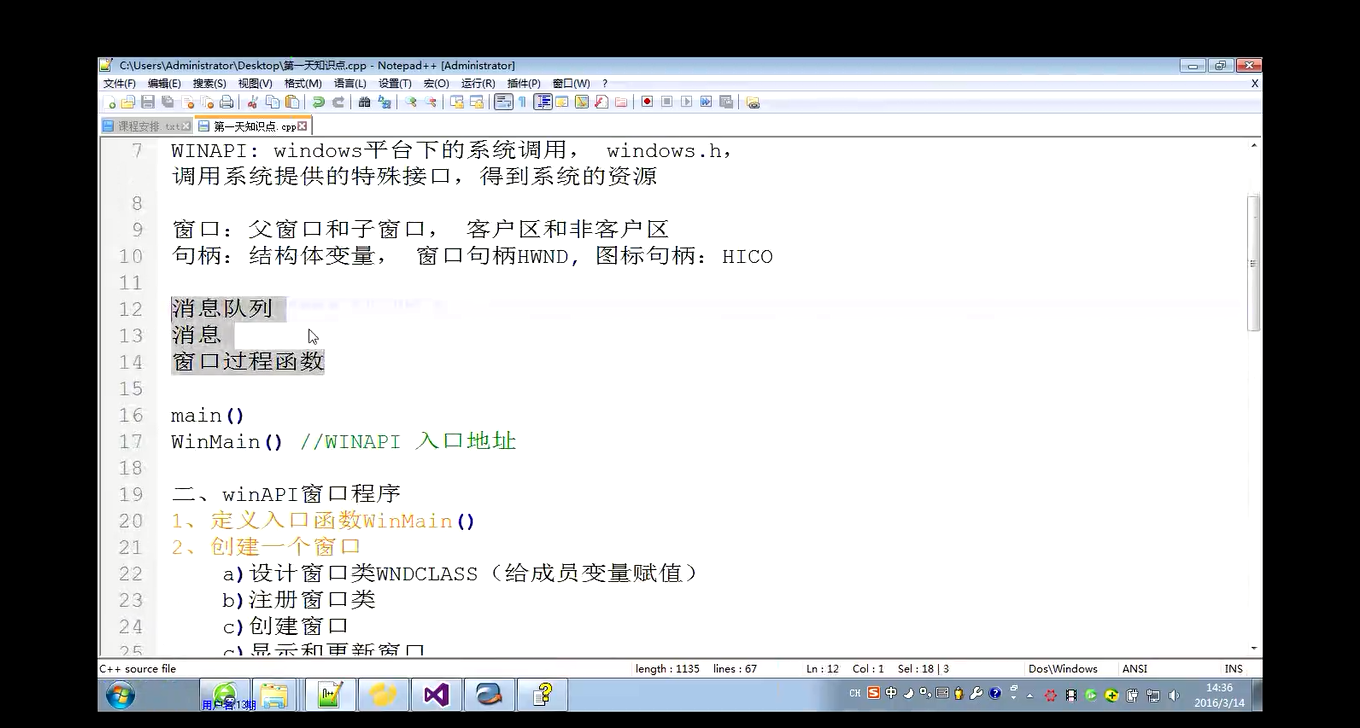 C:\Users\Administrator\Desktop\第一天知识点.cpp - Notepad++ [Administrator]
文件(F) 编辑(E) 搜索(S) 视图(V) 格式(M) 语言(L) 设置(T) 宏(O) 运行(R) 插件(P) 窗口(W) ? X
课程安排 txt 第一天知识点.cpp
7 WINAPI: windows平台下的系统调用， windows.h，
调用系统提供的特殊接口，得到系统的资源
8
9 窗口：父窗口和子窗口， 客户区和非客户区
10 句柄：结构体变量， 窗口句柄HWND, 图标句柄：HICO
11
12 消息队列
13 消息
14 窗口过程函数
15
16 main()
17 WinMain() //WINAPI 入口地址
18
19 二、winAPI窗口程序
20 1、定义入口函数WinMain()
21 2、创建一个窗口
22 a)设计窗口类WNDCLASS（给成员变量赋值）
23 b)注册窗口类
24 c)创建窗口
25 c)显示和更新窗口
C++ source file length : 1135 lines : 67 Ln : 12 Col : 1 Sel : 18 | 3 Dos\Windows ANSI INS
CH 中 14:36
2016/3/14